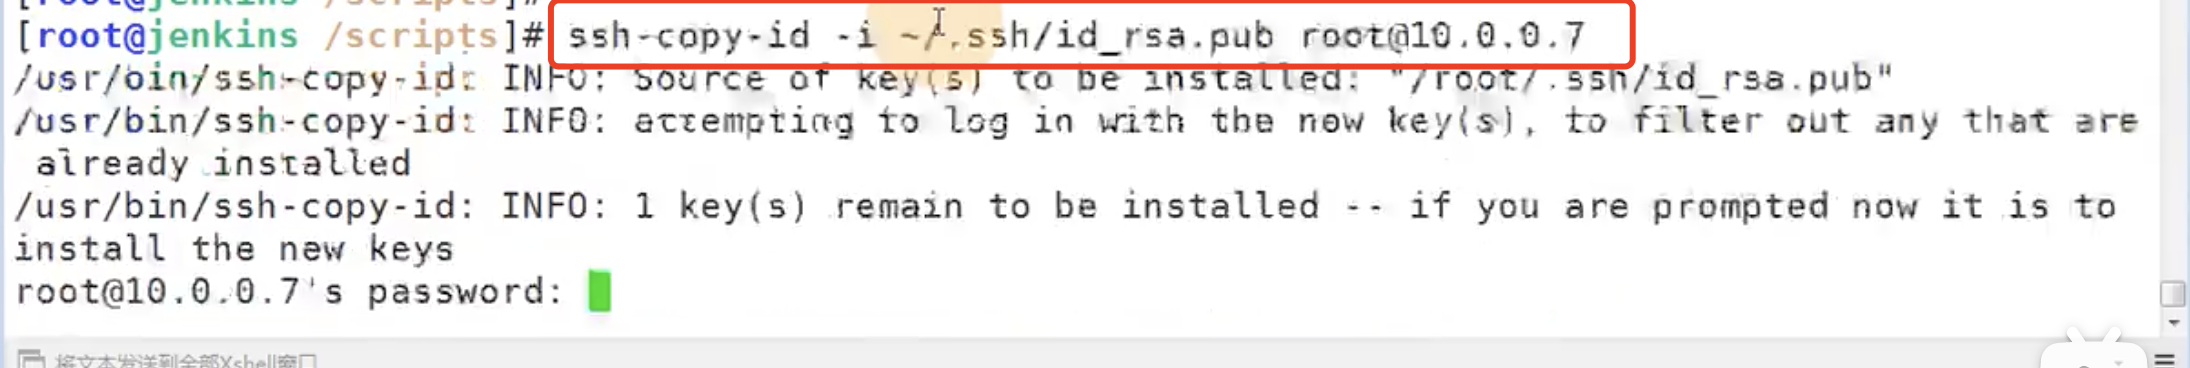 [root@jenkins /scripts]#
[root@jenkins /scripts]# ssh-copy-id -i ~/.ssh/id_rsa.pub root@10.0.0.7
/usr/bin/ssh-copy-id: INFO: Source of key(s) to be installed: "/root/.ssh/id_rsa.pub"
/usr/bin/ssh-copy-id: INFO: attempting to log in with the new key(s), to filter out any that are
already installed
/usr/bin/ssh-copy-id: INFO: 1 key(s) remain to be installed -- if you are prompted now it is to
install the new keys
root@10.0.0.7's password:
将文本发送到全部Xshell窗口